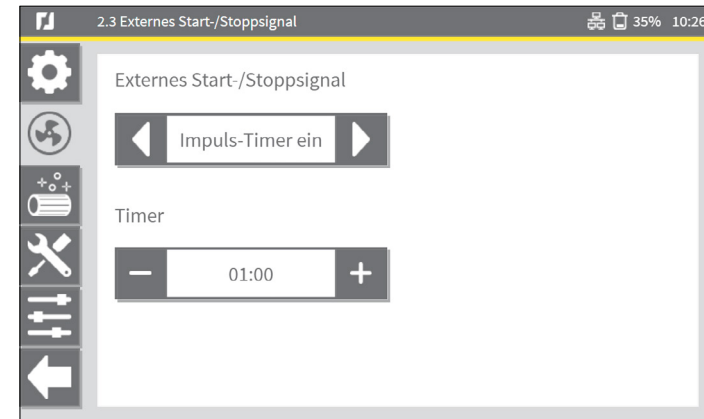 2.3 Externes Start-/Stoppsignal 35% 10:26
Externes Start-/Stoppsignal
Impuls-Timer ein
Timer
01:00